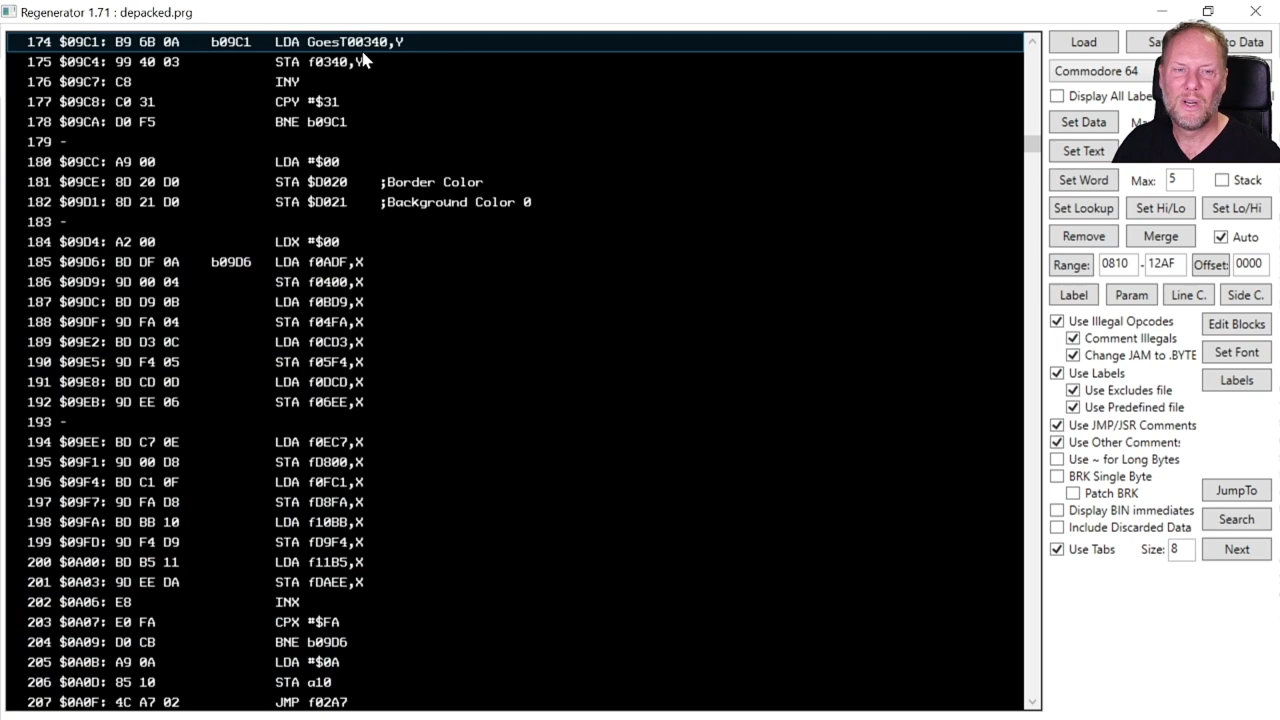 Regenerator 1.71 : depacked.prg
174 $09C1: B9 6B 0A b09C1 LDA GoesT00340,Y
175 $09C4: 99 40 03 STA f0340,Y
176 $09C7: C8 INY
177 $09C8: C0 31 CPY #$31
178 $09CA: D0 F5 BNE b09C1
179 -
180 $09CC: A9 00 LDA #$00
181 $09CE: 8D 20 D0 STA $D020 ;Border Color
182 $09D1: 8D 21 D0 STA $D021 ;Background Color 0
183 -
184 $09D4: A2 00 LDX #$00
185 $09D6: BD DF 0A b09D6 LDA f0ADF,X
186 $09D9: 9D 00 04 STA f0400,X
187 $09DC: BD D9 0B LDA f0BD9,X
188 $09DF: 9D FA 04 STA f04FA,X
189 $09E2: BD D3 0C LDA f0CD3,X
190 $09E5: 9D F4 05 STA f05F4,X
191 $09E8: BD CD 0D LDA f0DCD,X
192 $09EB: 9D EE 06 STA f06EE,X
193 -
194 $09EE: BD C7 0E LDA f0EC7,X
195 $09F1: 9D 00 D8 STA fD800,X
196 $09F4: BD C1 0F LDA f0FC1,X
197 $09F7: 9D FA D8 STA fD8FA,X
198 $09FA: BD BB 10 LDA f10BB,X
199 $09FD: 9D F4 D9 STA fD9F4,X
200 $0A00: BD B5 11 LDA f11B5,X
201 $0A03: 9D EE DA STA fDAEE,X
202 $0A06: E8 INX
203 $0A07: E0 FA CPX #$FA
204 $0A09: D0 CB BNE b09D6
205 $0A0B: A9 0A LDA #$0A
206 $0A0D: 85 10 STA a10
207 $0A0F: 4C A7 02 JMP f02A7
Load Data
Commodore 64
Display All
Set Data
Set Text
Set Word Max: 5 Stack
Set Lookup Set Hi/Lo Set Lo/Hi
Remove Merge Auto
Range: 0810 - 12AF Offset: 0000
Label Param Line C. Side C.
Use Illegal Opcodes Edit Blocks
Comment Illegals
Change JAM to .BYTE Set Font
Use Labels Labels
Use Excludes file
Use Predefined file
Use JMP/JSR Comments
Use Other Comments
Use ~ for Long Bytes
BRK Single Byte JumpTo
Patch BRK
Display BIN immediates Search
Include Discarded Data
Use Tabs Size: 8 Next